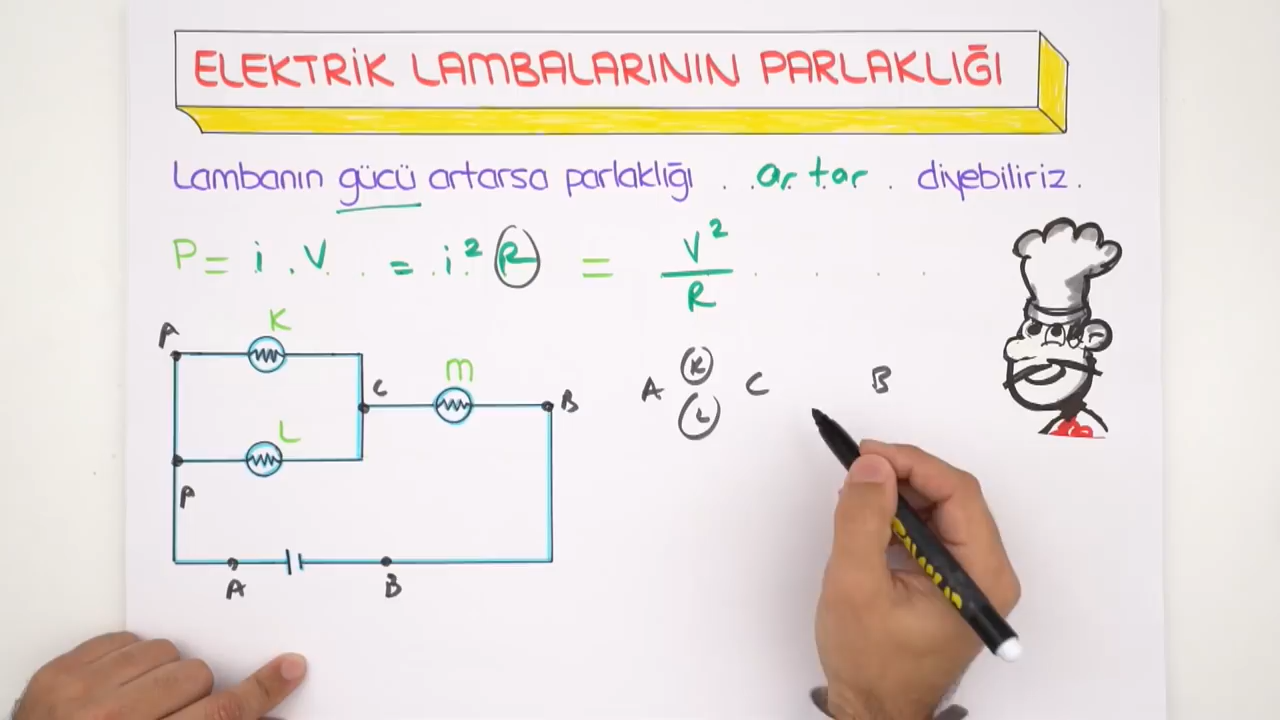 ELEKTRİK LAMBALARININ PARLAKLIĞI
Lambanın gücü artarsa parlaklığı . . artar . diyebiliriz.
P = i . V . . = . i² . R = V²/R . . . .
A K
M
C B
L
A
A B
A K C B
L